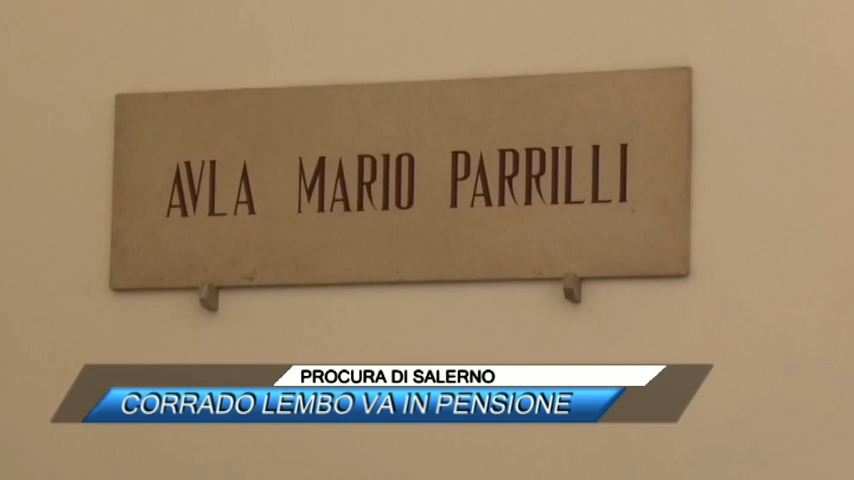 AVLA MARIO PARRILLI
PROCURA DI SALERNO
CORRADO LEMBO VA IN PENSIONE